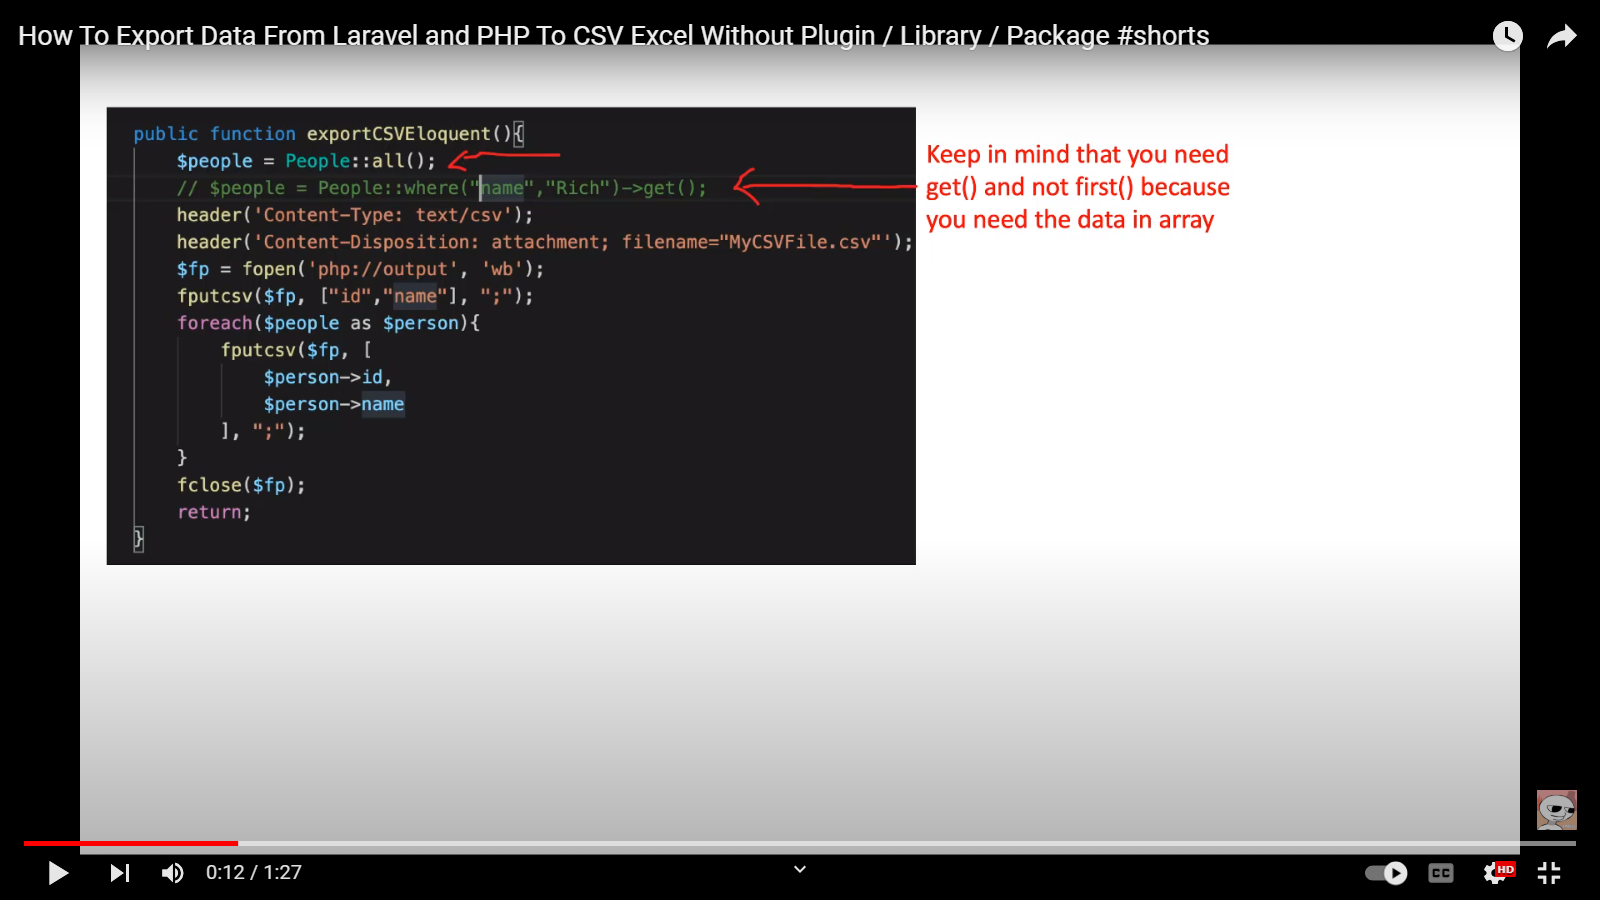 How To Export Data From Laravel and PHP To CSV Excel Without Plugin / Library / Package #shorts
public function exportCSVEloquent(){
$people = People::all();
// $people = People::where("name","Rich")->get();
header('Content-Type: text/csv');
header('Content-Disposition: attachment; filename="MyCSVFile.csv"');
$fp = fopen('php://output', 'wb');
fputcsv($fp, ["id","name"], ";");
foreach($people as $person){
fputcsv($fp, [
$person->id,
$person->name
], ";");
}
fclose($fp);
return;
}
Keep in mind that you need
get() and not first() because
you need the data in array
0:12 / 1:27
CC
HD